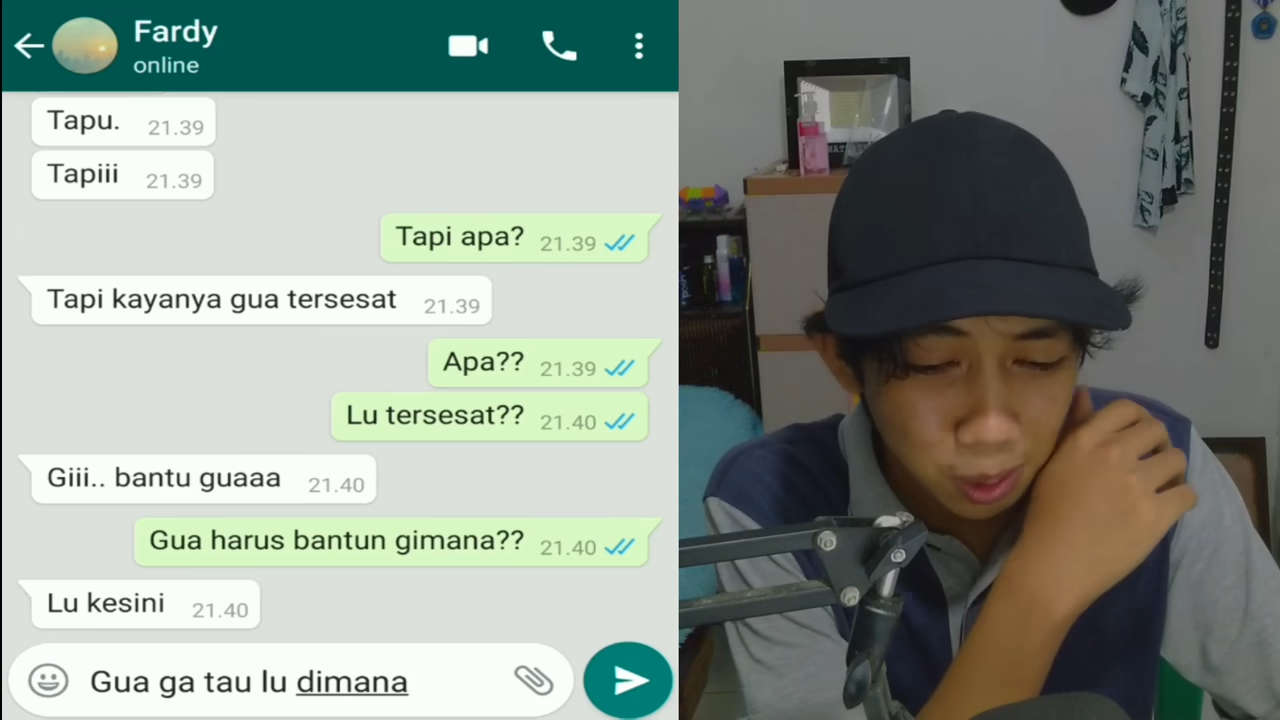 Fardy
online
Tapu. 21.39
Tapiii 21.39
Tapi apa? 21.39
Tapi kayanya gua tersesat 21.39
Apa?? 21.39
Lu tersesat?? 21.40
Giii.. bantu guaaa 21.40
Gua harus bantun gimana?? 21.40
Lu kesini 21.40
Gua ga tau lu dimana